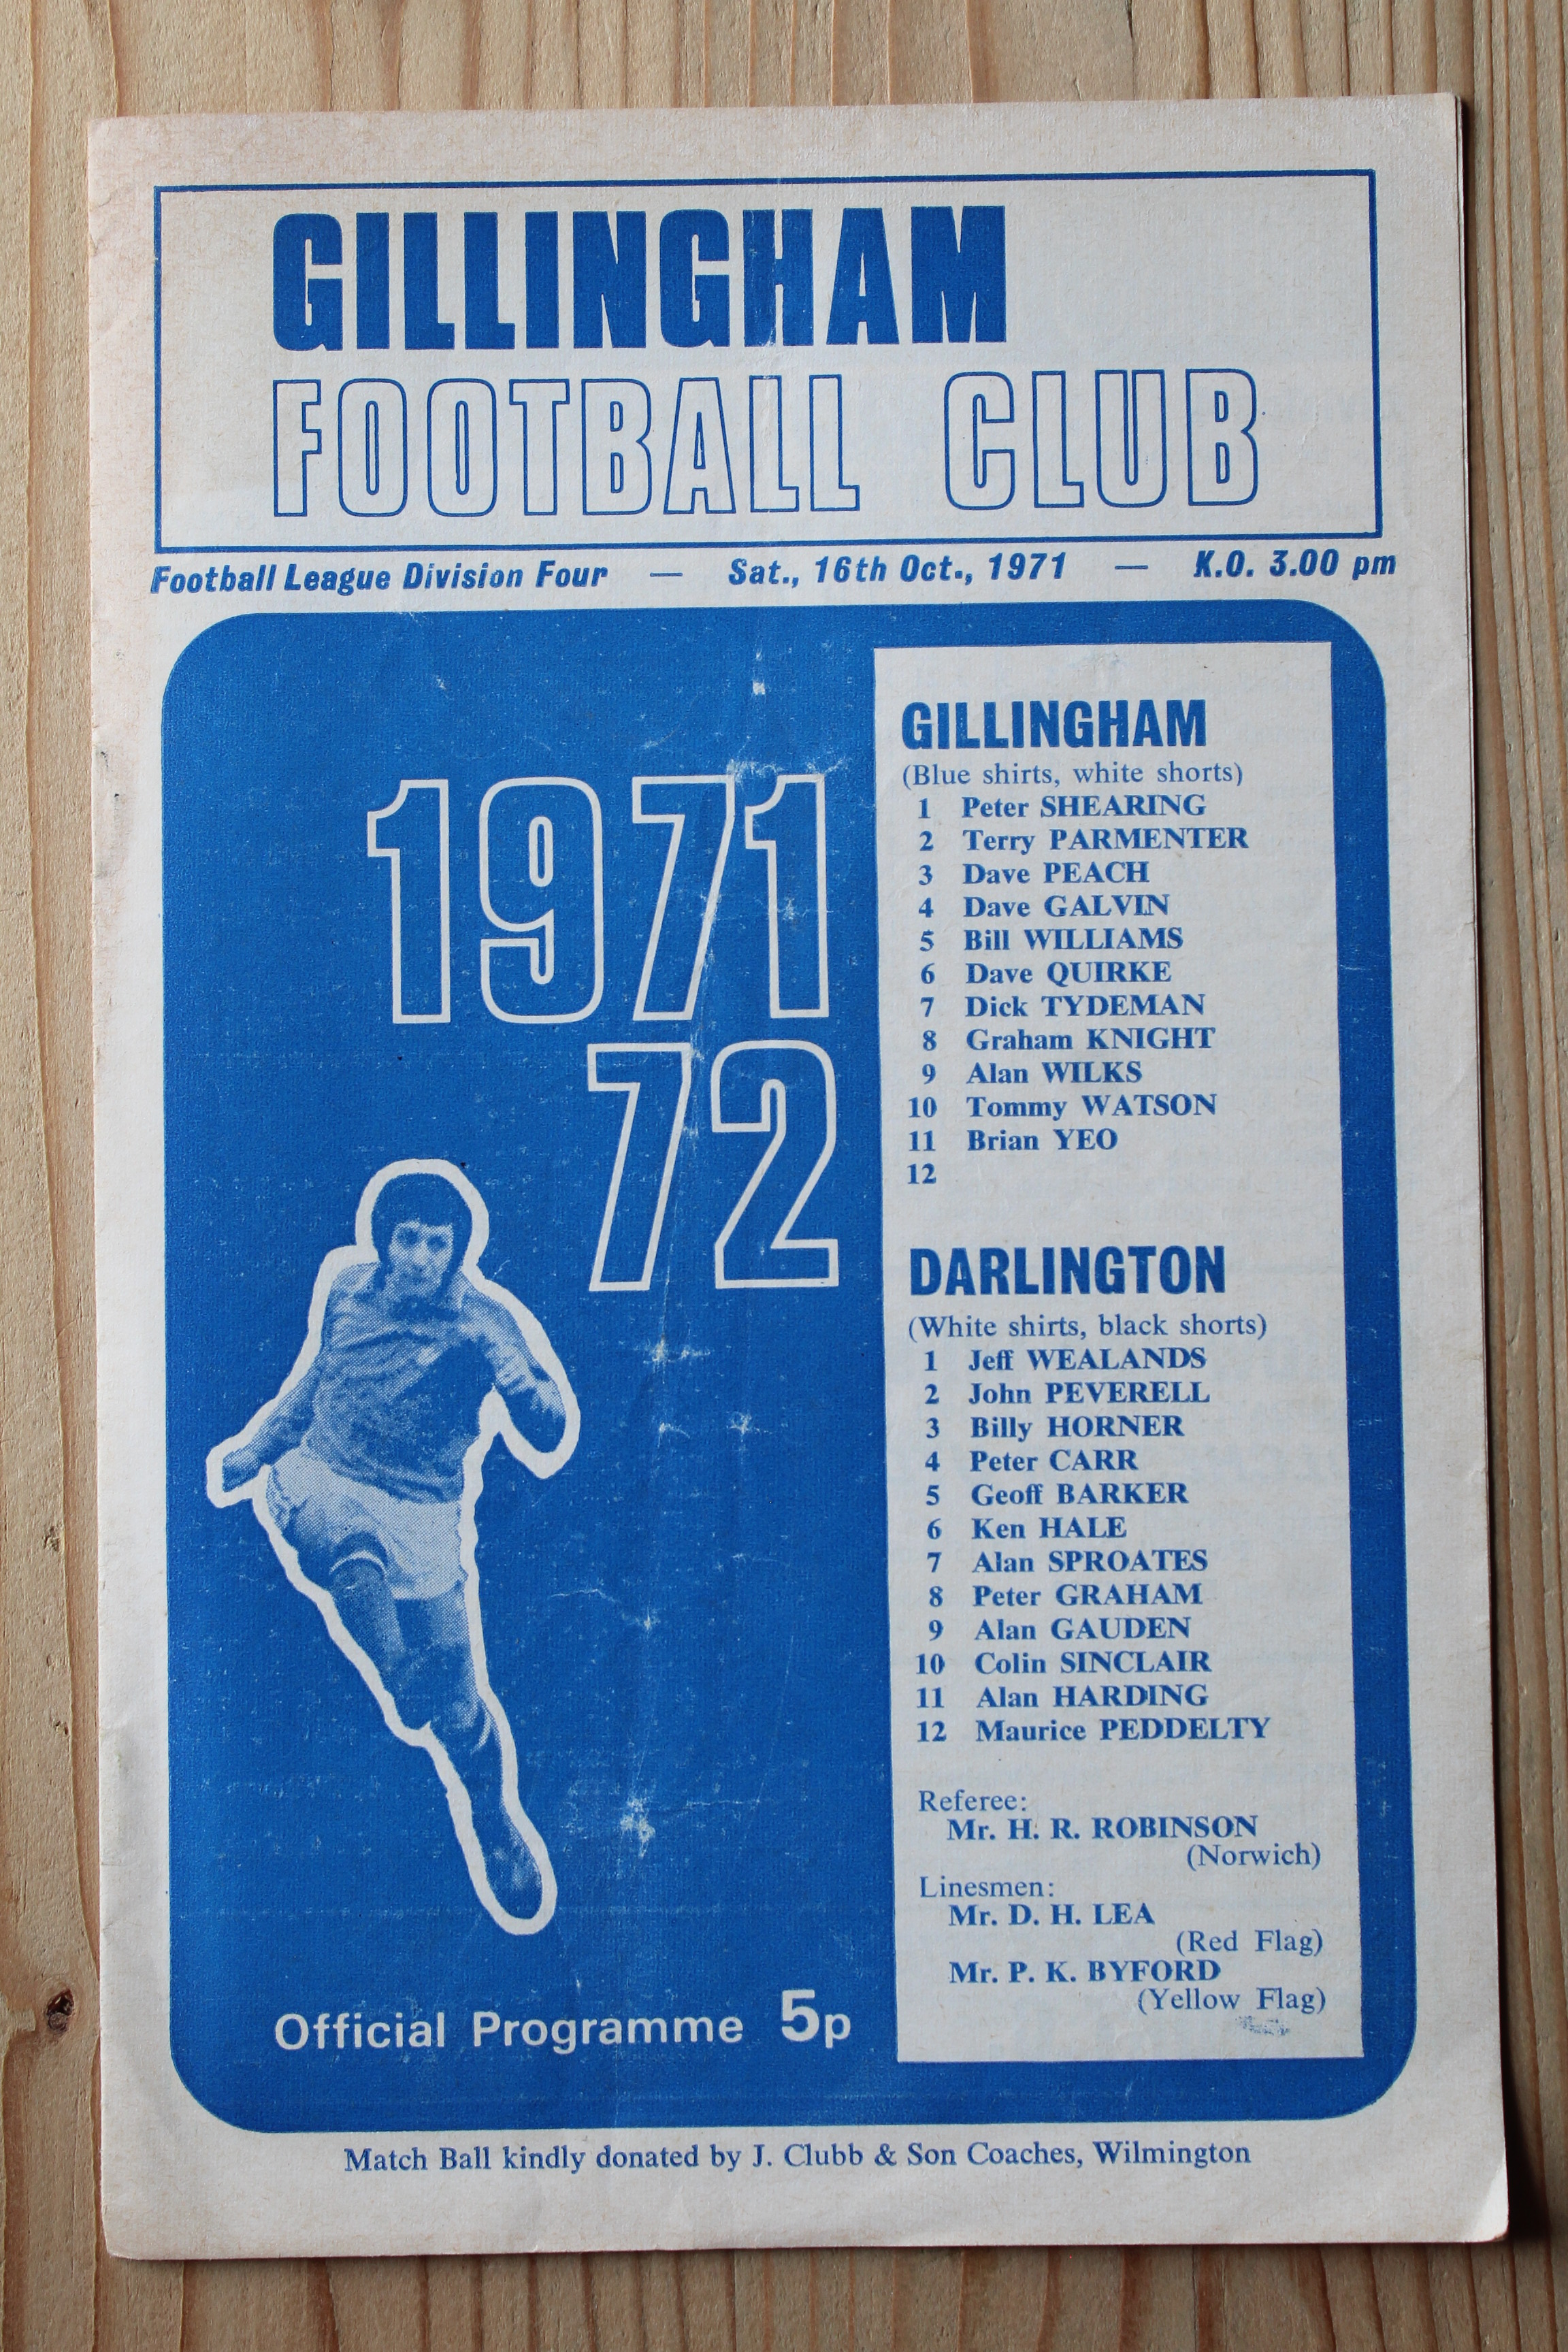 GILLINGHAM
FOOTBALL CLUB
Football League Division Four — Sat., 16th Oct., 1971 — K.O. 3.00 pm
1971
72
Official Programme 5p
GILLINGHAM
(Blue shirts, white shorts)
1 Peter SHEARING
2 Terry PARMENTER
3 Dave PEACH
4 Dave GALVIN
5 Bill WILLIAMS
6 Dave QUIRKE
7 Dick TYDEMAN
8 Graham KNIGHT
9 Alan WILKS
10 Tommy WATSON
11 Brian YEO
12
DARLINGTON
(White shirts, black shorts)
1 Jeff WEALANDS
2 John PEVERELL
3 Billy HORNER
4 Peter CARR
5 Geoff BARKER
6 Ken HALE
7 Alan SPROATES
8 Peter GRAHAM
9 Alan GAUDEN
10 Colin SINCLAIR
11 Alan HARDING
12 Maurice PEDDELTY
Referee:
Mr. H. R. ROBINSON
(Norwich)
Linesmen:
Mr. D. H. LEA
(Red Flag)
Mr. P. K. BYFORD
(Yellow Flag)
Match Ball kindly donated by J. Clubb & Son Coaches, Wilmington